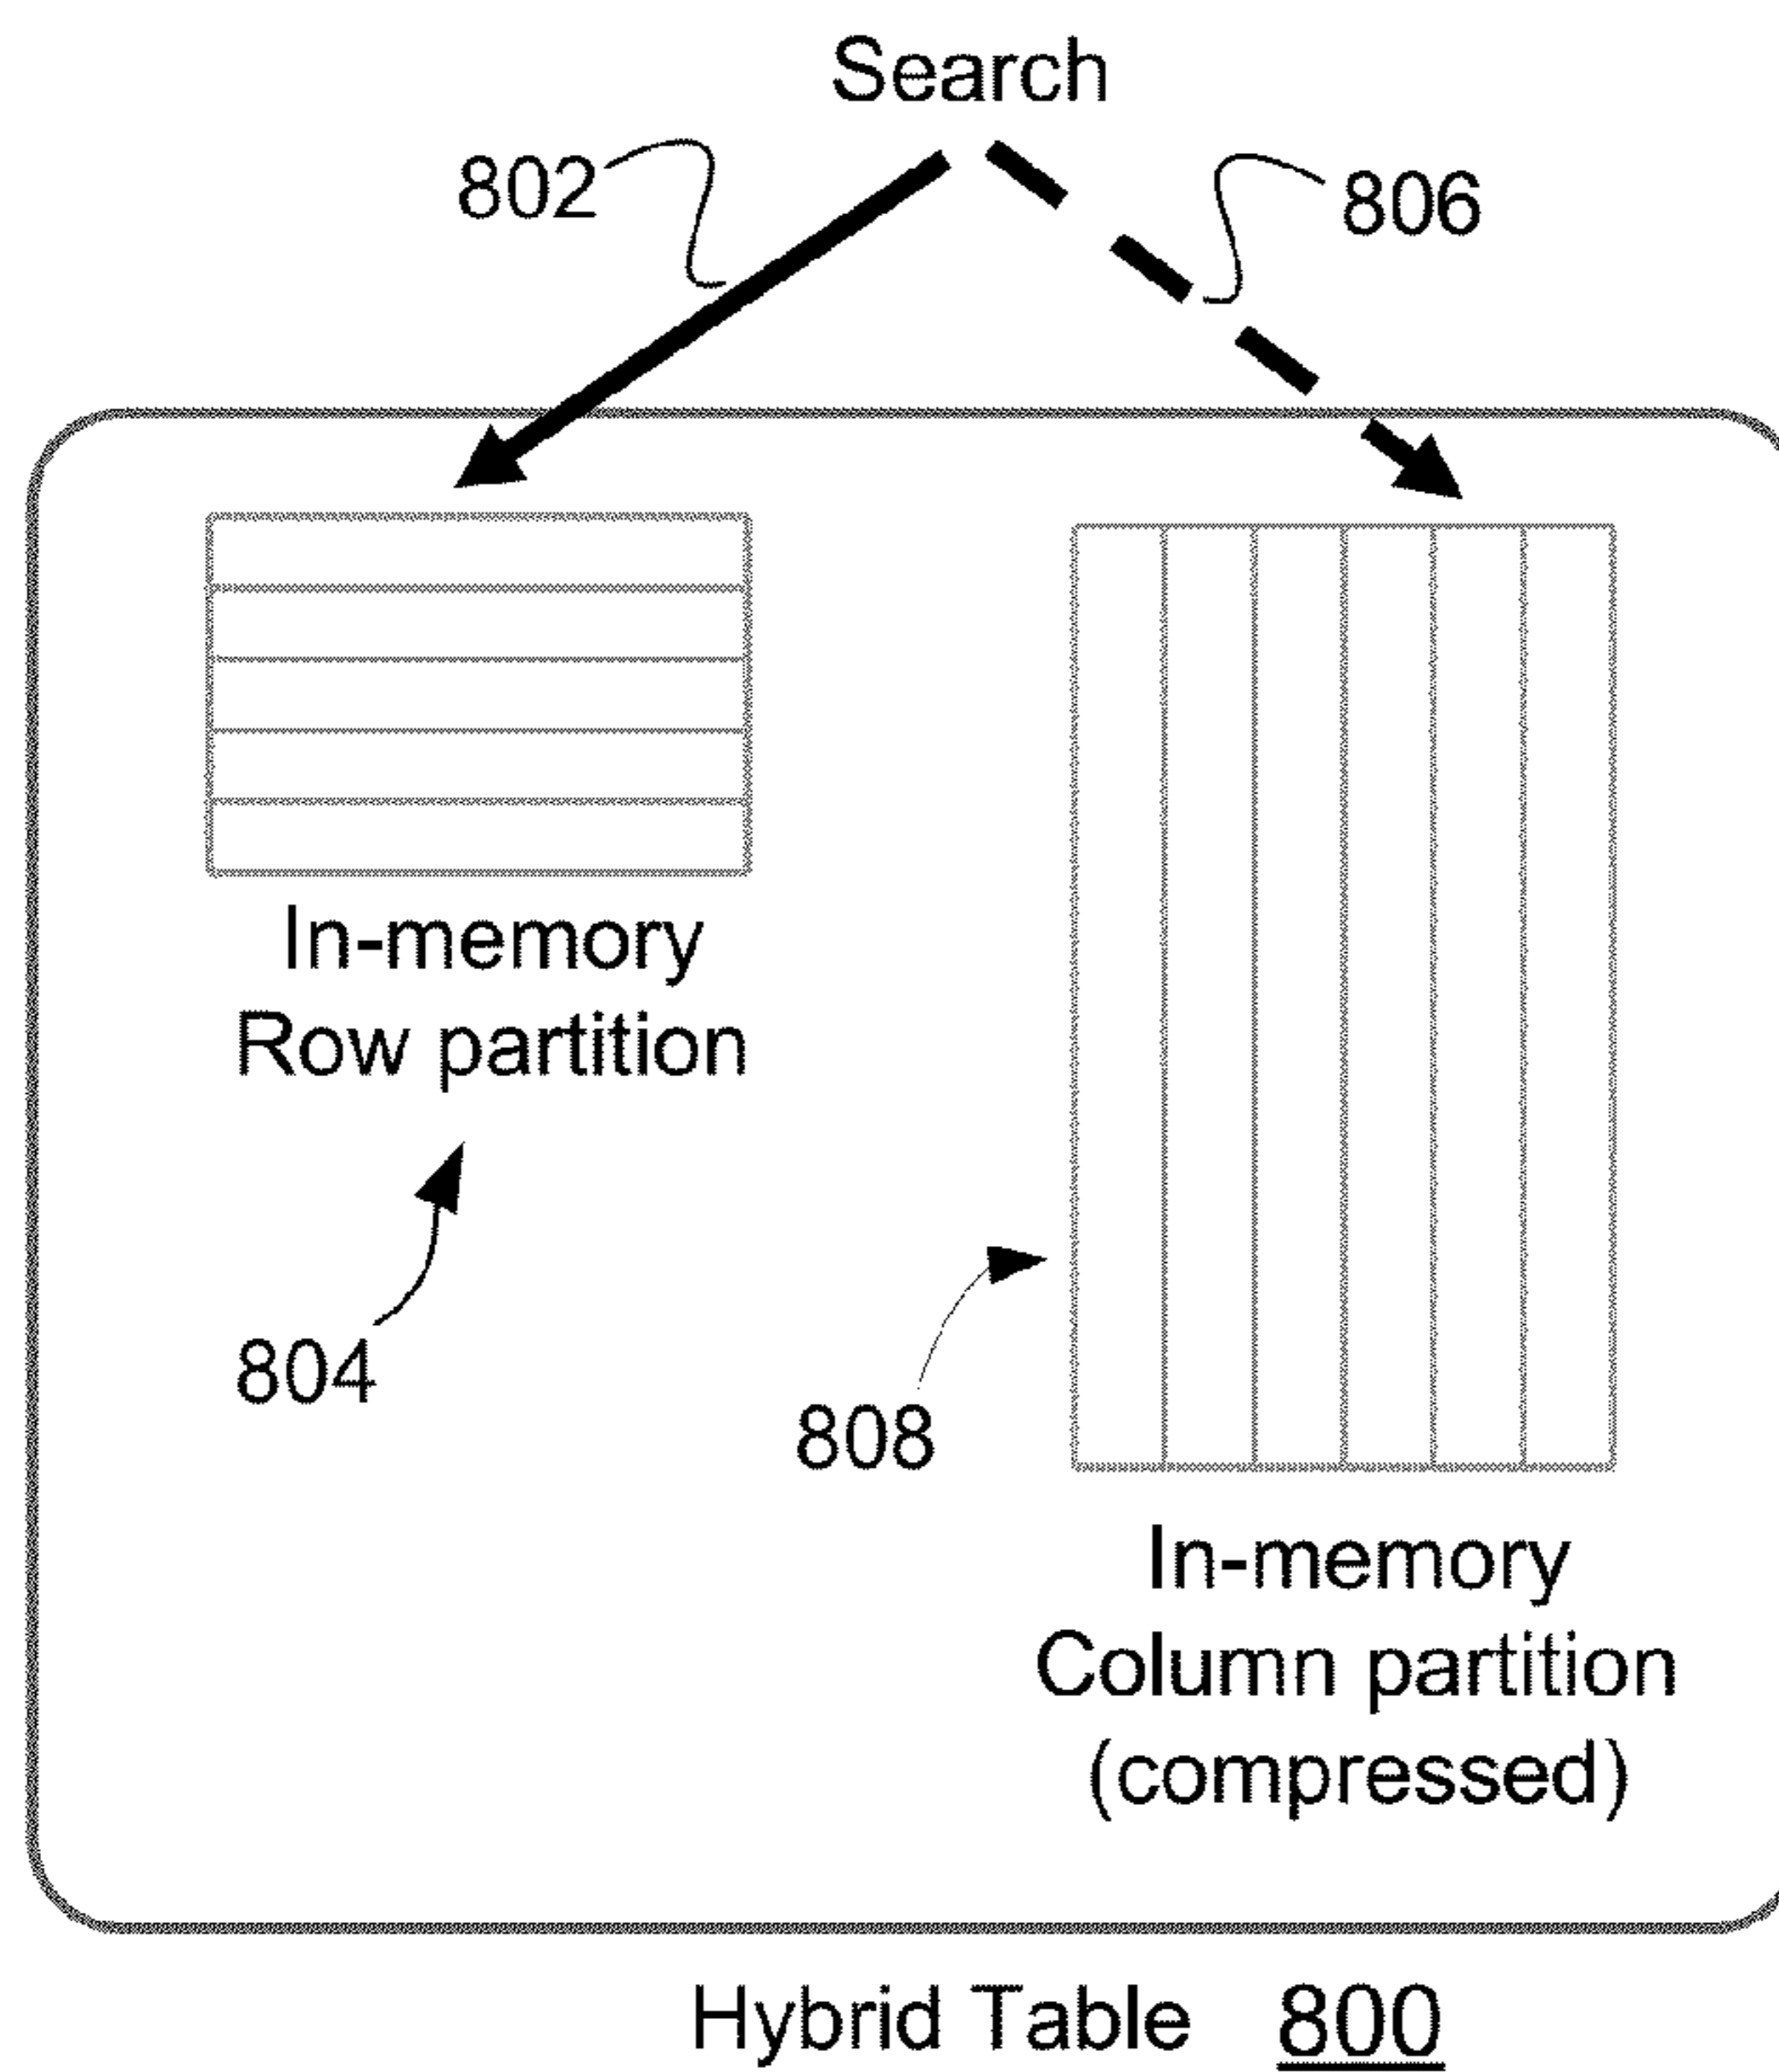 Search
802
806
In-memory
Row partition
804
808
In-memory
Column partition
(compressed)
Hybrid Table 800